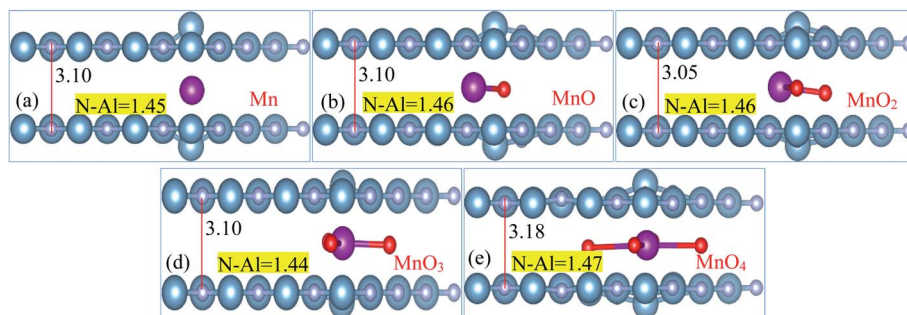 3.10
(a)
N-Al=1.45
Mn
3.10
(b)
N-Al=1.46
MnO
3.05
(c)
N-Al=1.46
MnO₂
3.10
(d)
N-Al=1.44
MnO₃
3.18
(e)
N-Al=1.47
MnO₄